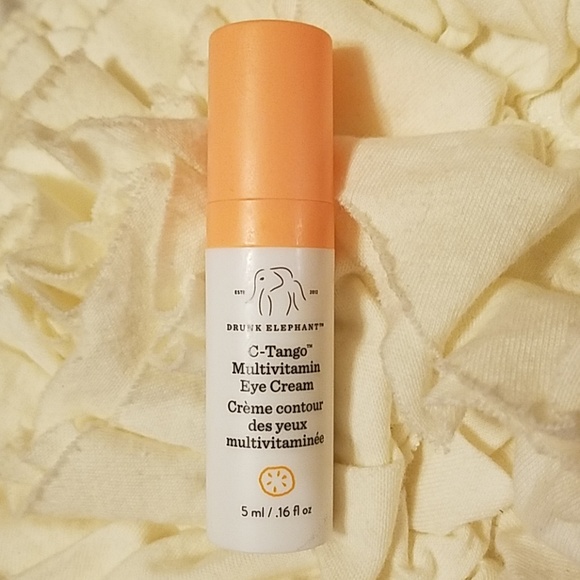 ESTD 2012
DRUNK ELEPHANT™
C-Tango™
Multivitamin
Eye Cream
Crème contour
des yeux
multivitaminée
5 ml / .16 fl oz